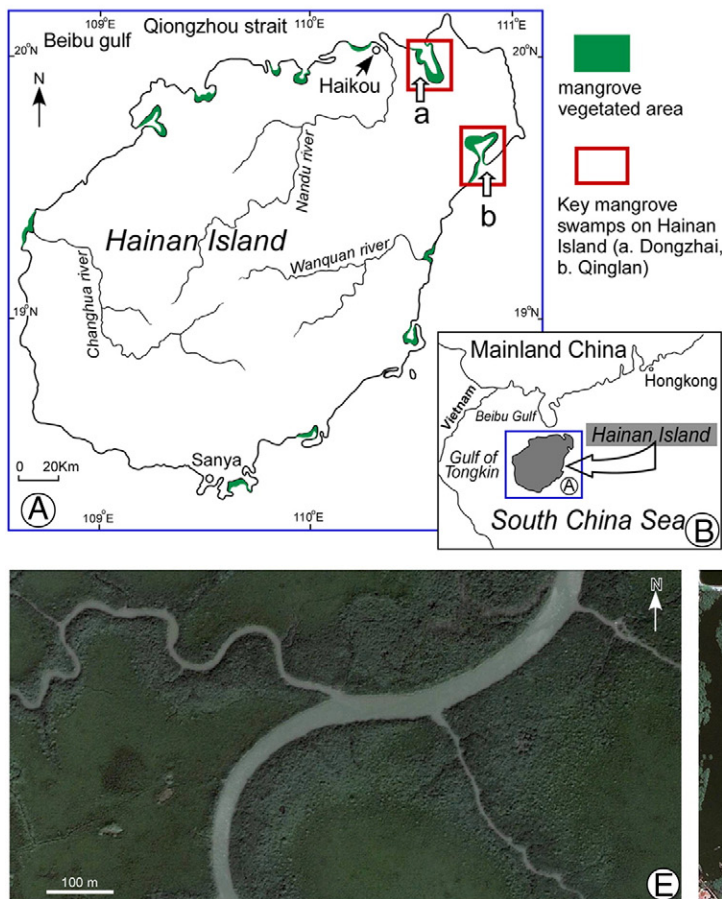 109°E
Qiongzhou strait
110°E
111°E
Beibu gulf
20°N
20°N
N
Haikou
a
b
Nandu river
Hainan Island
Wanquan river
Changhua river
19°N
19°N
Sanya
0 20Km
A
109°E
110°E
mangrove
vegetated area
Key mangrove
swamps on Hainan
Island (a. Dongzhai,
b. Qinglan)
Mainland China
Hongkong
Vietnam
Beibu Gulf
Hainan Island
Gulf of
Tongkin
A
South China Sea
B
N
100 m
E